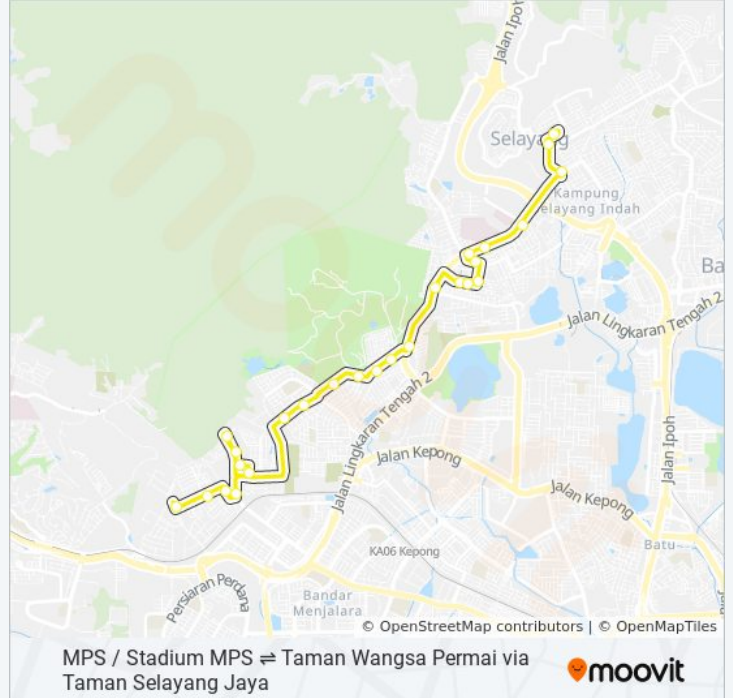 Jalan Ipoh
Selayang
Kampung
Selayang Indah
Ba
Jalan Lingkaran Tengah 2
Jalan Lingkaran Tengah 2
Jalan Kepong
Jalan Ipoh
Jalan Kepong
KA06 Kepong
Batu
Persiaran Perdana
Bandar
Menjalara
© OpenStreetMap contributors | © OpenMapTiles
MPS / Stadium MPS ⇌ Taman Wangsa Permai via
Taman Selayang Jaya
moovit